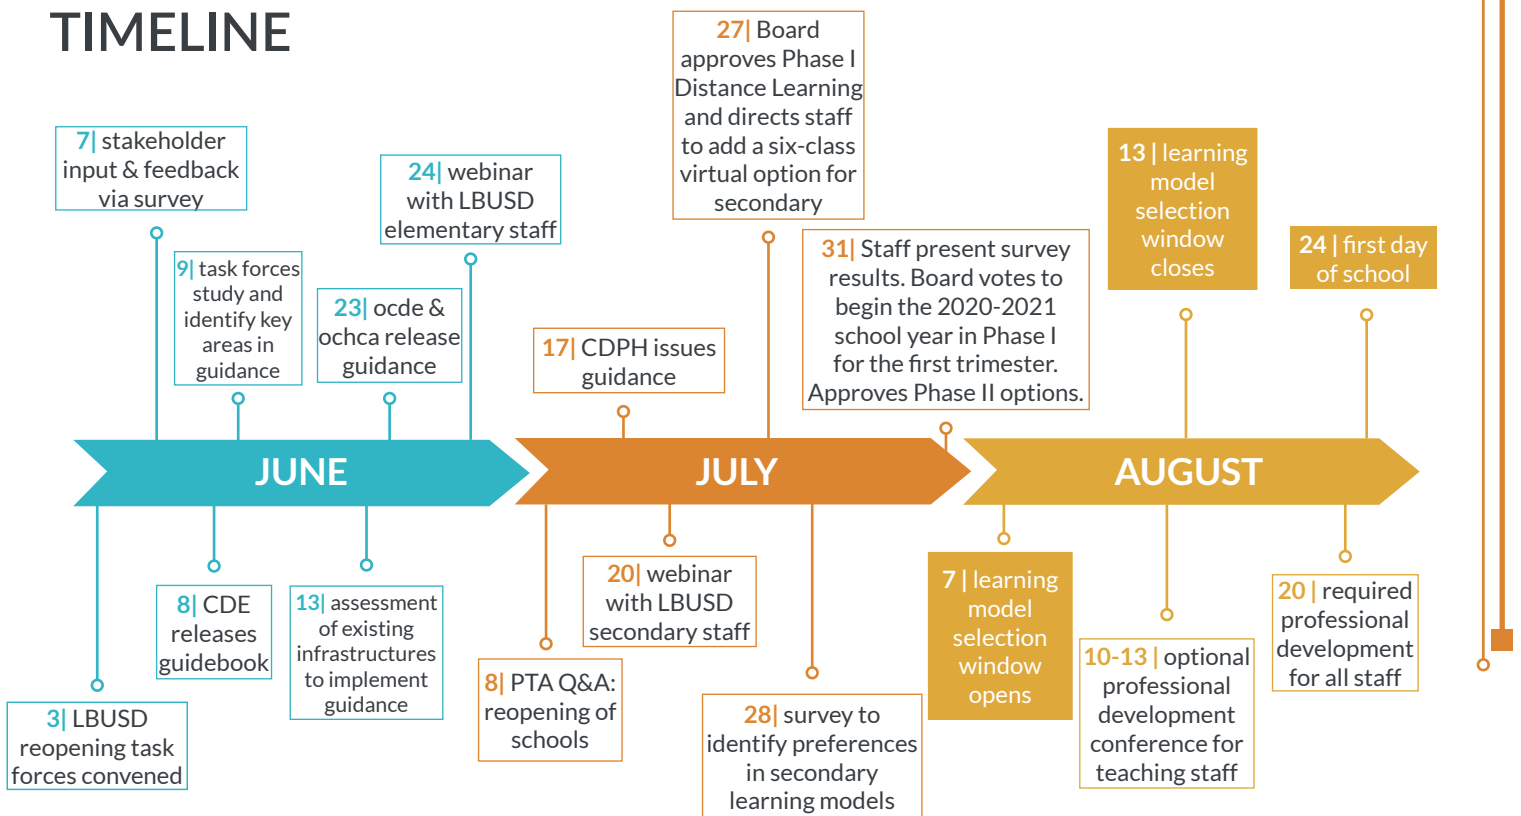 TIMELINE
7| stakeholder
input & feedback
via survey
9| task forces
study and
identify key
areas in
guidance
23| ocde &
ochca release
guidance
24| webinar
with LBUSD
elementary staff
17| CDPH issues
guidance
27| Board
approves Phase I
Distance Learning
and directs staff
to add a six-class
virtual option for
secondary
31| Staff present survey
results. Board votes to
begin the 2020-2021
school year in Phase I
for the first trimester.
Approves Phase II options.
13 | learning
model
selection
window
closes
24 | first day
of school
JUNE
JULY
AUGUST
3| LBUSD
reopening task
forces convened
8| CDE
releases
guidebook
13| assessment
of existing
infrastructures
to implement
guidance
8| PTA Q&A:
reopening of
schools
20| webinar
with LBUSD
secondary staff
28| survey to
identify preferences
in secondary
learning models
7 | learning
model
selection
window
opens
10-13 | optional
professional
development
conference for
teaching staff
20 | required
professional
development
for all staff